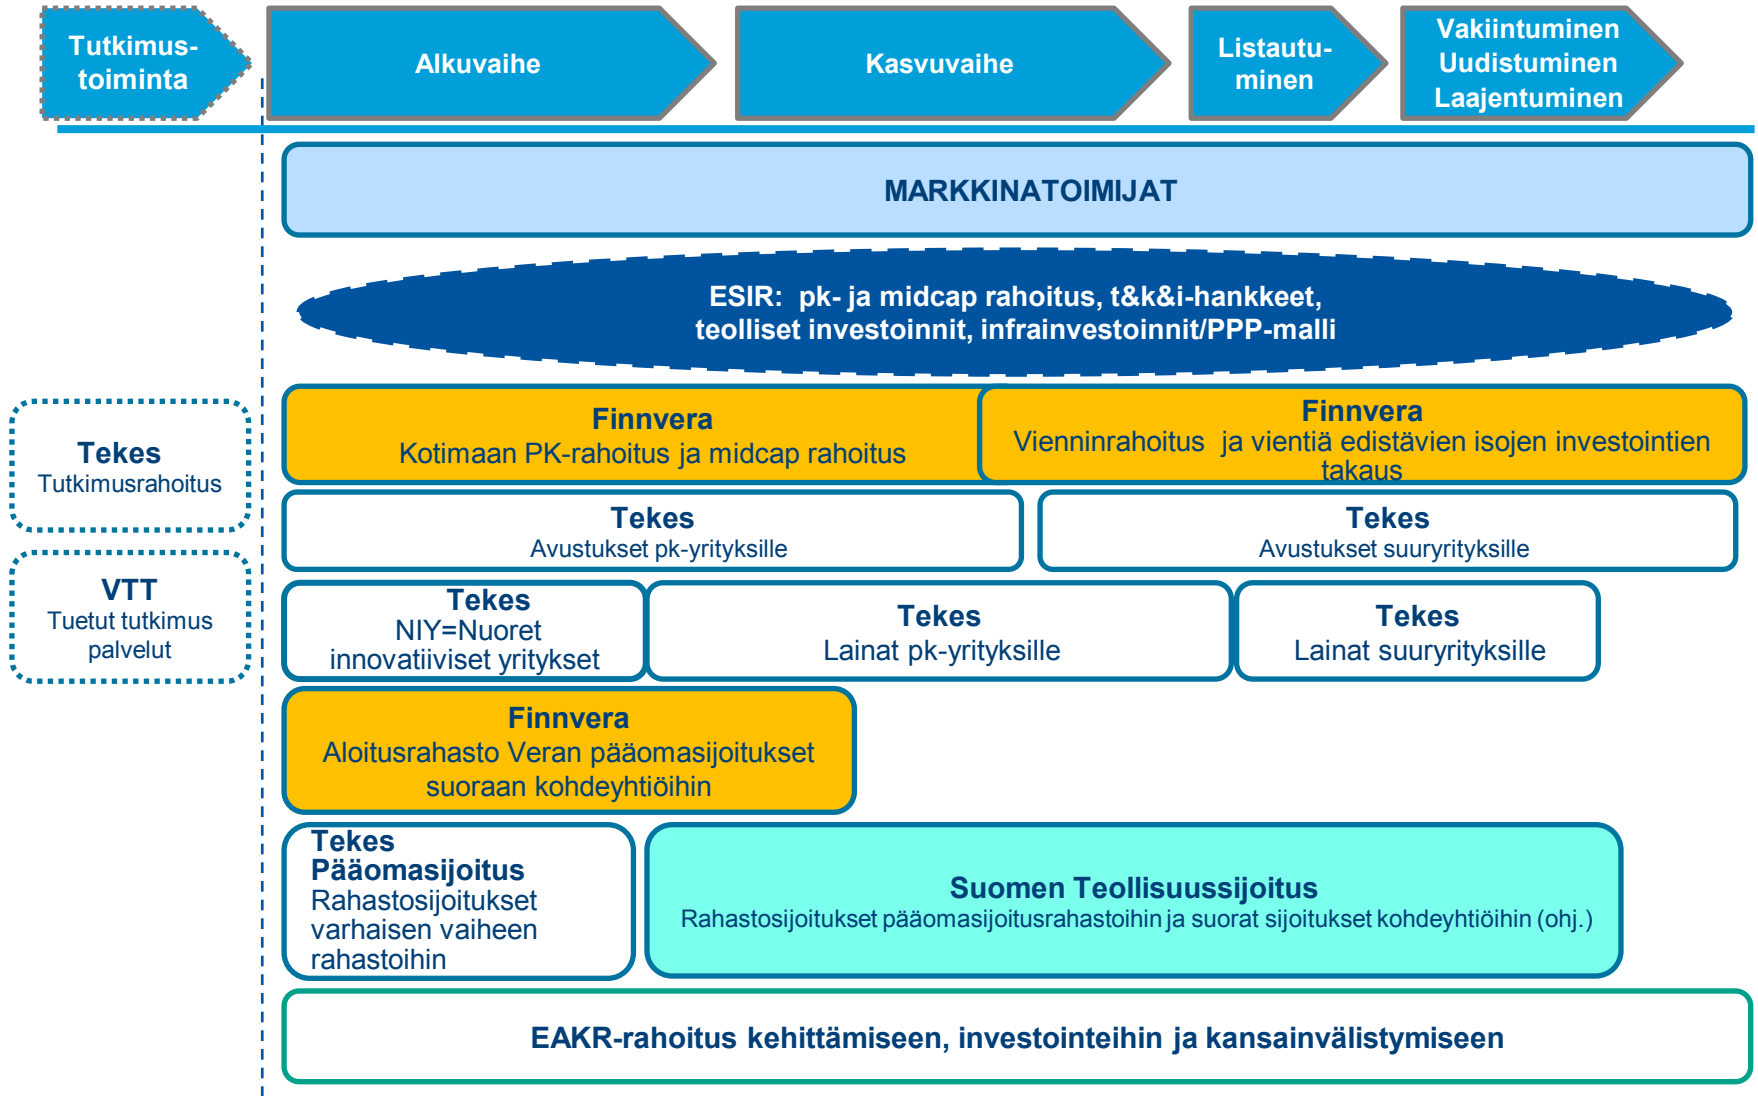 Tutkimus-
toiminta
Alkuvaihe
Kasvuvaihe
Listautu-
minen
Vakiintuminen
Uudistuminen
Laajentuminen
MARKKINATOIMIJAT
ESIR: pk- ja midcap rahoitus, t&k&i-hankkeet,
teolliset investoinnit, infrainvestoinnit/PPP-malli
Tekes
Tutkimusrahoitus
Finnvera
Kotimaan PK-rahoitus ja midcap rahoitus
Finnvera
Vienninrahoitus ja vientiä edistävien isojen investointien
takaus
Tekes
Avustukset pk-yrityksille
Tekes
Avustukset suuryrityksille
VTT
Tuetut tutkimus
palvelut
Tekes
NIY=Nuoret
innovatiiviset yritykset
Tekes
Lainat pk-yrityksille
Tekes
Lainat suuryrityksille
Finnvera
Aloitusrahasto Veran pääomasijoitukset
suoraan kohdeyhtiöihin
Tekes
Pääomasijoitus
Rahastosijoitukset
varhaisen vaiheen
rahastoihin
Suomen Teollisuussijoitus
Rahastosijoitukset pääomasijoitusrahastoihin ja suorat sijoitukset kohdeyhtiöihin (ohj.)
EAKR-rahoitus kehittämiseen, investointeihin ja kansainvälistymiseen